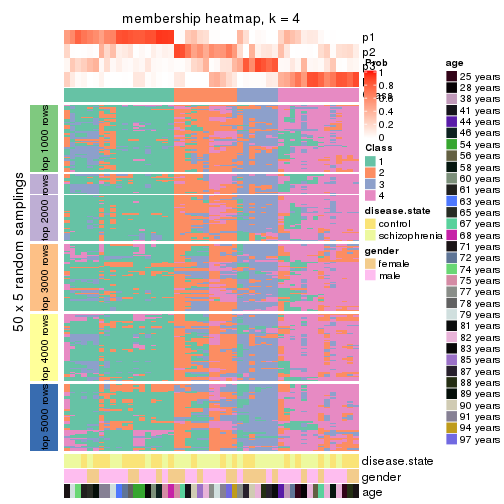 membership heatmap, k = 4
p1
p2
p3
Prob
1
0.8
0.6
0.4
0.2
0
Class
1
2
3
4
disease.state
control
schizophrenia
gender
female
male
age
25 years
28 years
38 years
41 years
44 years
46 years
54 years
56 years
58 years
60 years
61 years
63 years
65 years
67 years
68 years
71 years
72 years
74 years
75 years
77 years
78 years
79 years
81 years
82 years
83 years
85 years
87 years
88 years
89 years
90 years
91 years
94 years
97 years
50 x 5 random samplings
top 1000 rows
top 2000 rows
top 3000 rows
top 4000 rows
top 5000 rows
disease.state
gender
age